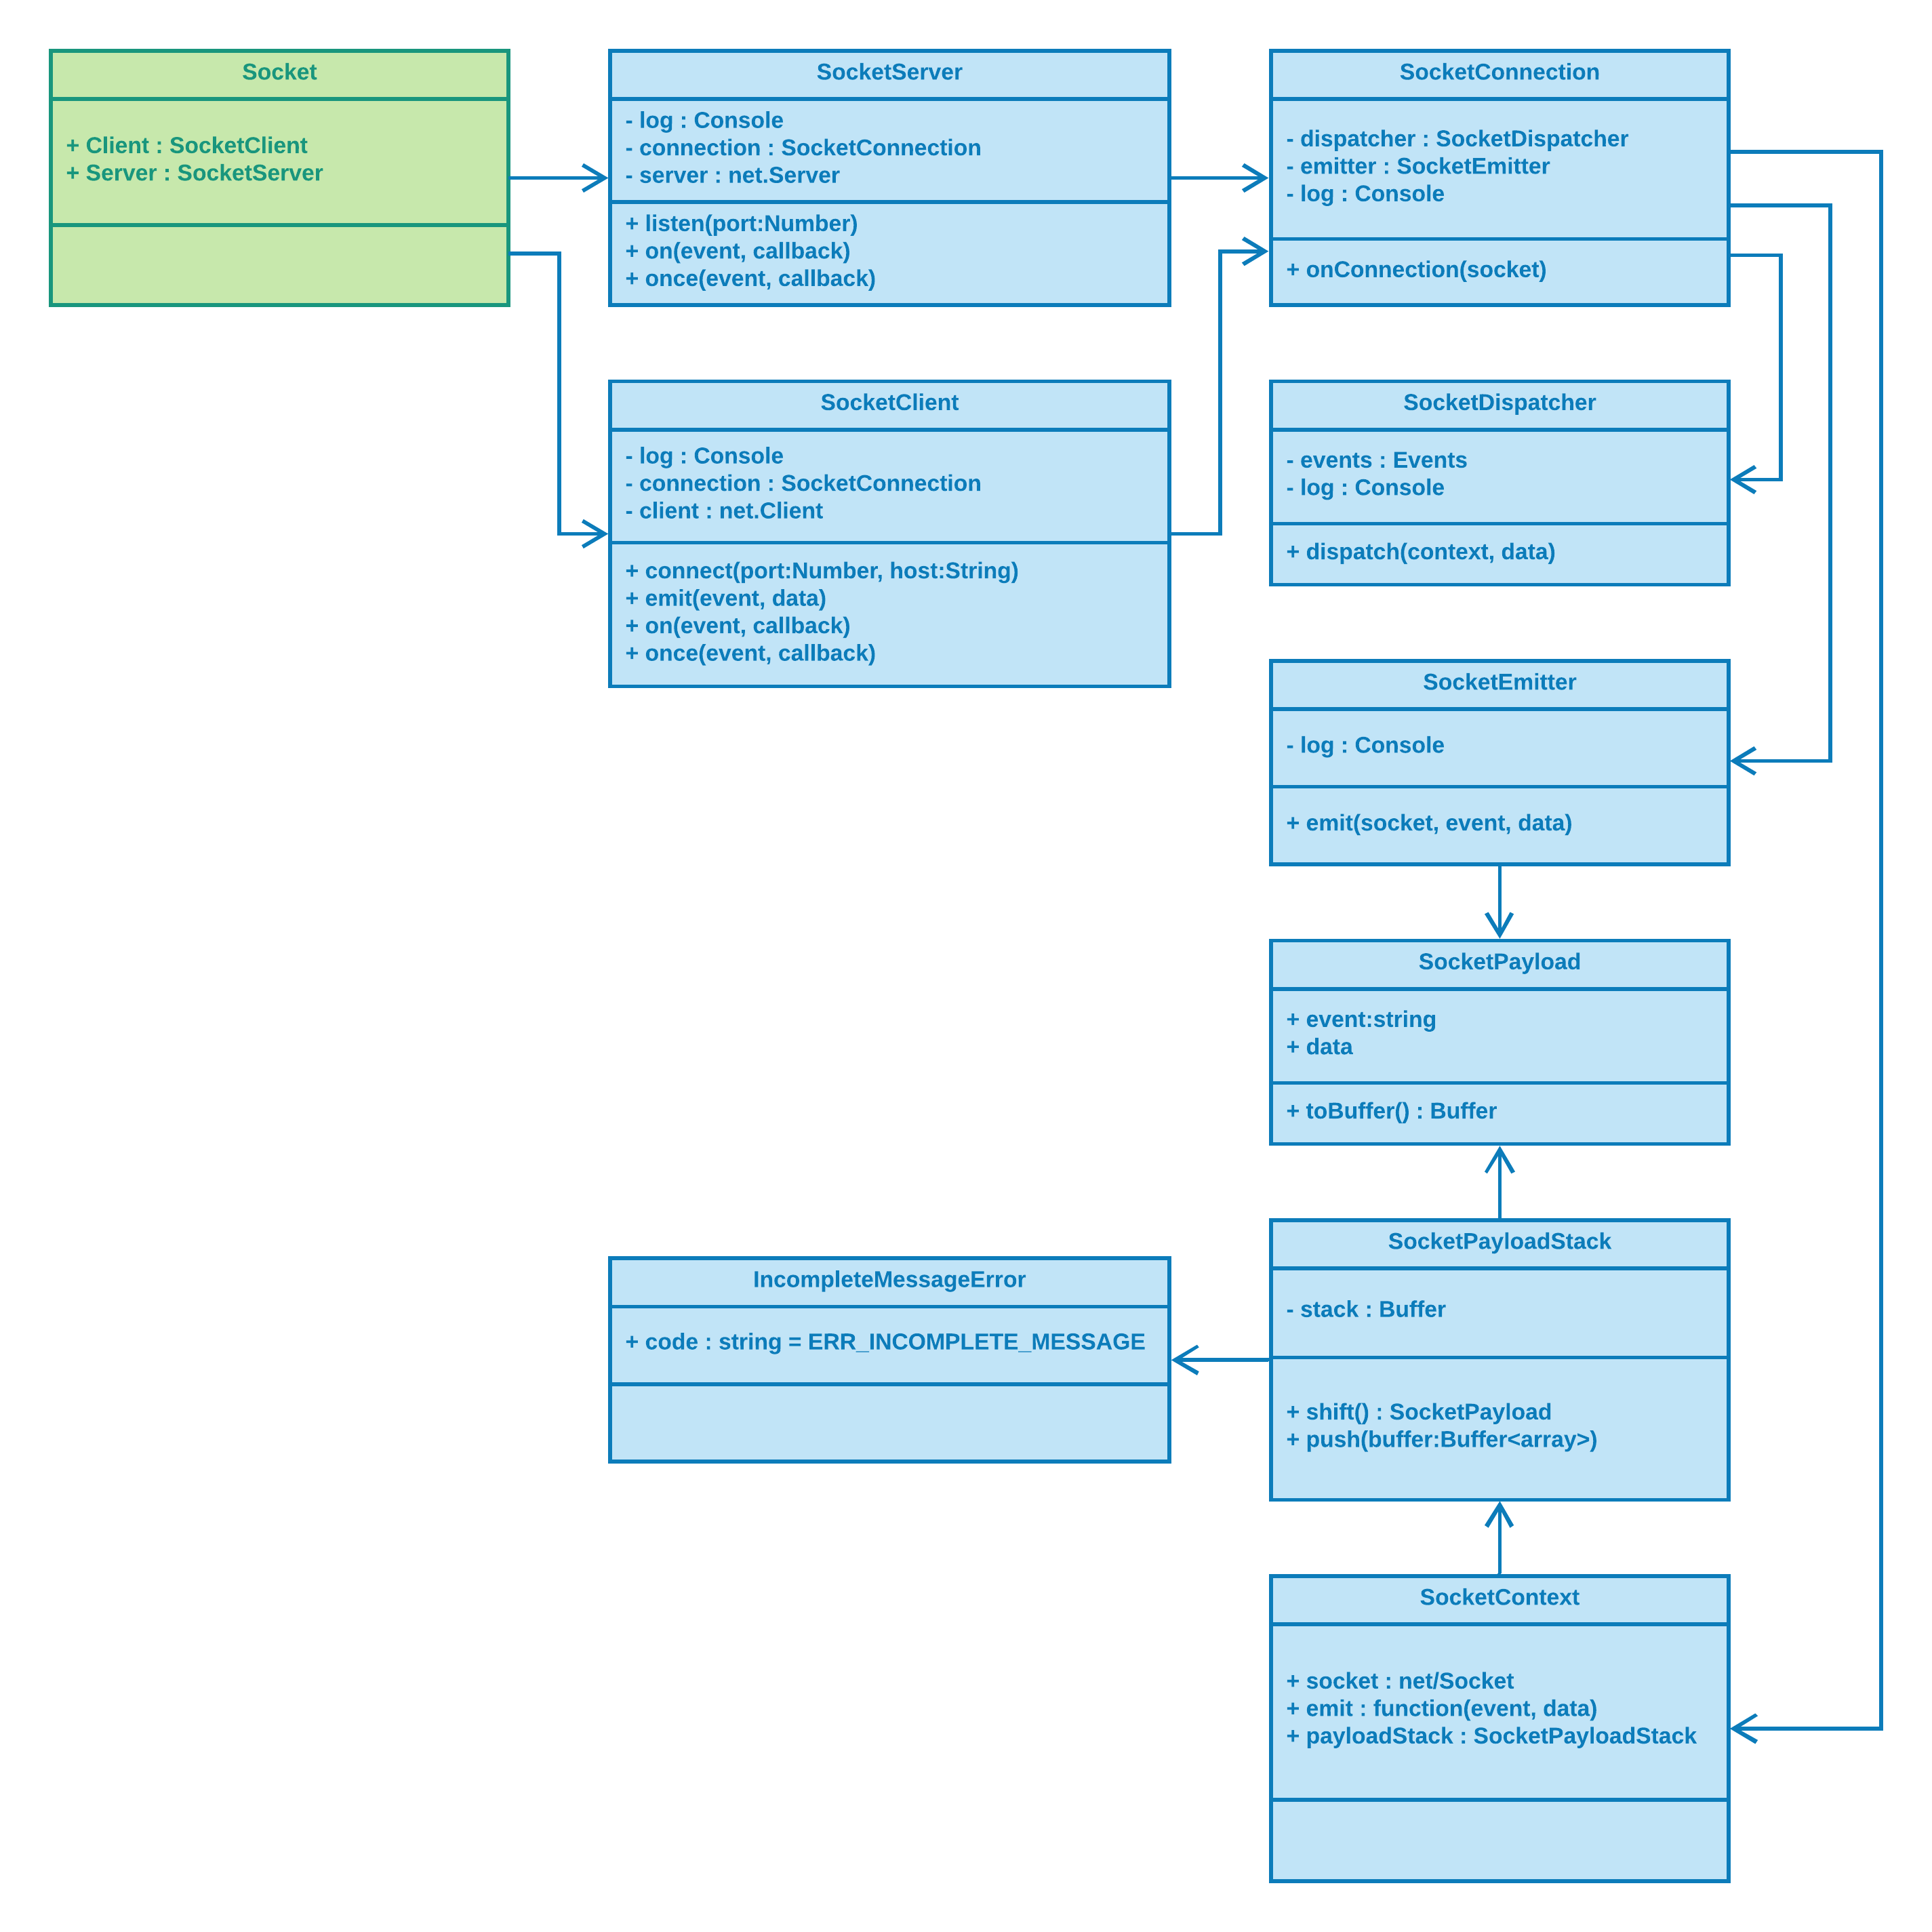 Socket
+ Client : SocketClient
+ Server : SocketServer
SocketServer
- log : Console
- connection : SocketConnection
- server : net.Server
+ listen(port:Number)
+ on(event, callback)
+ once(event, callback)
SocketConnection
- dispatcher : SocketDispatcher
- emitter : SocketEmitter
- log : Console
+ onConnection(socket)
SocketClient
- log : Console
- connection : SocketConnection
- client : net.Client
+ connect(port:Number, host:String)
+ emit(event, data)
+ on(event, callback)
+ once(event, callback)
SocketDispatcher
- events : Events
- log : Console
+ dispatch(context, data)
SocketEmitter
- log : Console
+ emit(socket, event, data)
SocketPayload
+ event:string
+ data
+ toBuffer() : Buffer
IncompleteMessageError
+ code : string = ERR_INCOMPLETE_MESSAGE
SocketPayloadStack
- stack : Buffer
+ shift() : SocketPayload
+ push(buffer:Buffer<array>)
SocketContext
+ socket : net/Socket
+ emit : function(event, data)
+ payloadStack : SocketPayloadStack